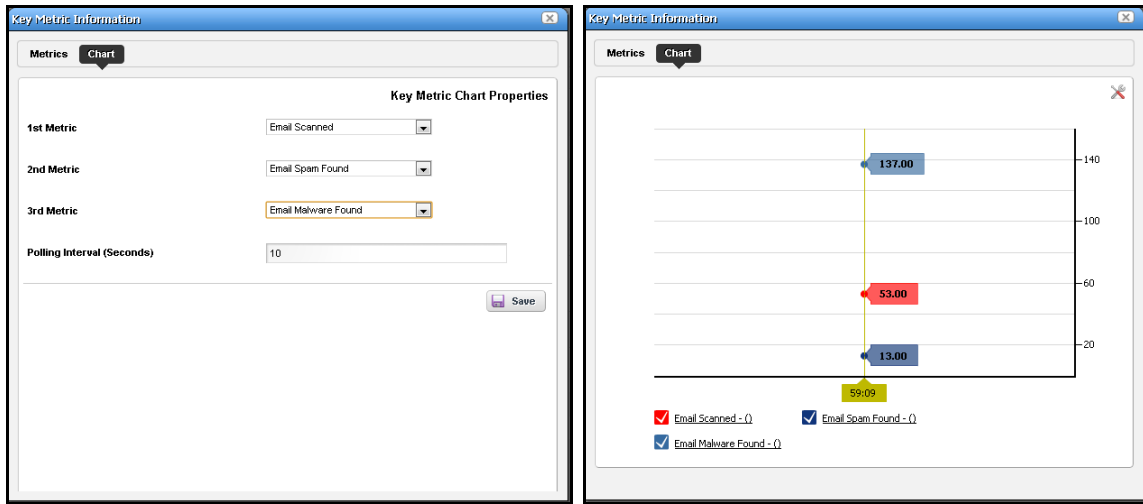 Key Metric Information
Metrics Chart
Key Metric Chart Properties
1st Metric Email Scanned
2nd Metric Email Spam Found
3rd Metric Email Malware Found
Polling Interval (Seconds) 10
Save
Key Metric Information
Metrics Chart
137.00
140
100
53.00
60
13.00
20
59:09
Email Scanned - () Email Spam Found - ()
Email Malware Found - ()